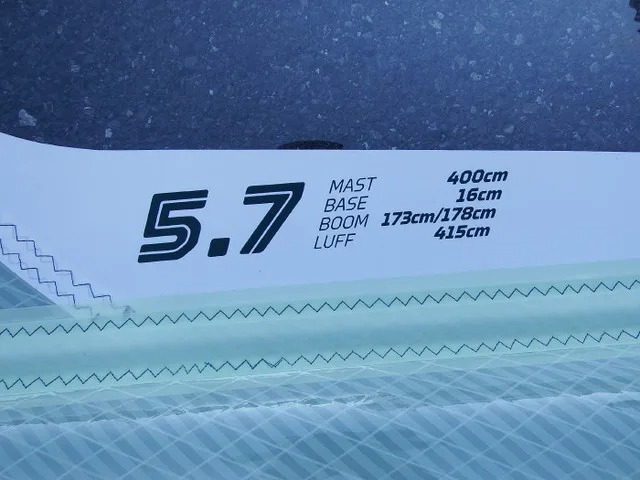 5.7
MAST 400cm
BASE 16cm
BOOM 173cm/178cm
LUFF 415cm